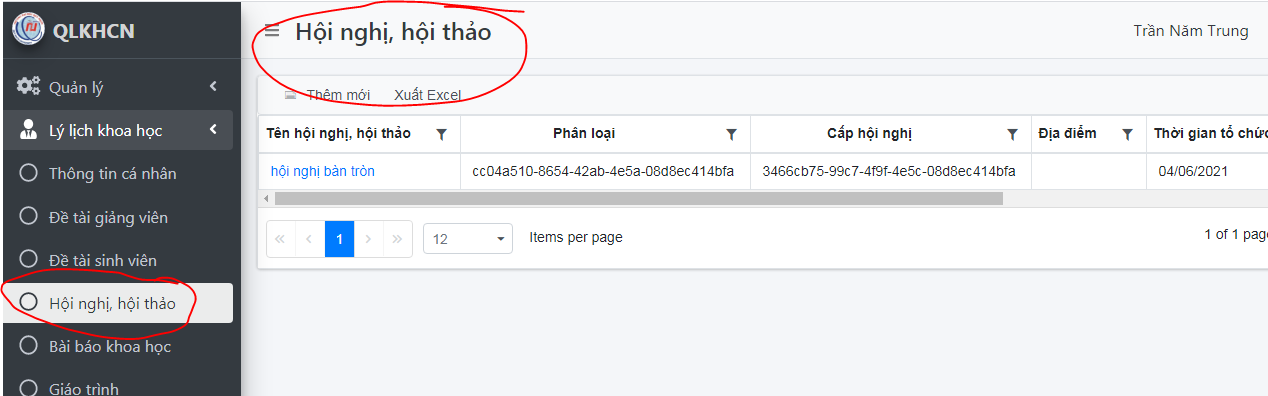 QLKHCN
Quản lý
Lý lịch khoa học
Thông tin cá nhân
Đề tài giảng viên
Đề tài sinh viên
Hội nghị, hội thảo
Bài báo khoa học
Giáo trình
Hội nghị, hội thảo
Trần Năm Trung
Thêm mới Xuất Excel
Tên hội nghị, hội thảo Phân loại Cấp hội nghị Địa điểm Thời gian tổ chức
hội nghị bàn tròn cc04a510-8654-42ab-4e5a-08d8ec414bfa 3466cb75-99c7-4f9f-4e5c-08d8ec414bfa 04/06/2021
1 12 Items per page 1 of 1 page